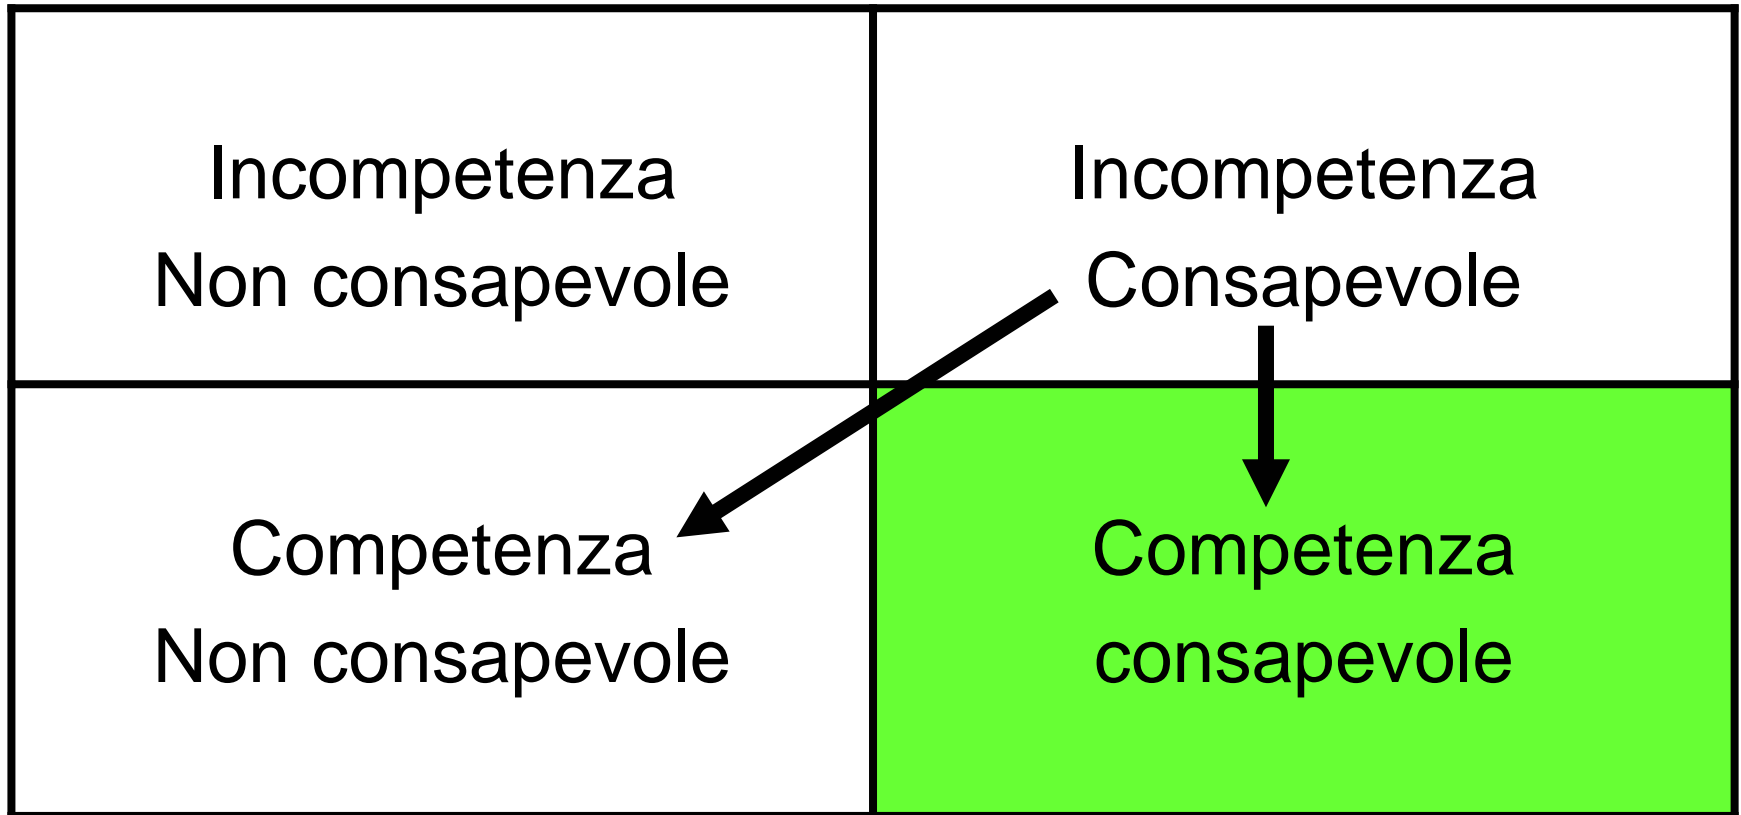 Incompetenza
Non consapevole
Incompetenza
Consapevole
Competenza
Non consapevole
Competenza
consapevole